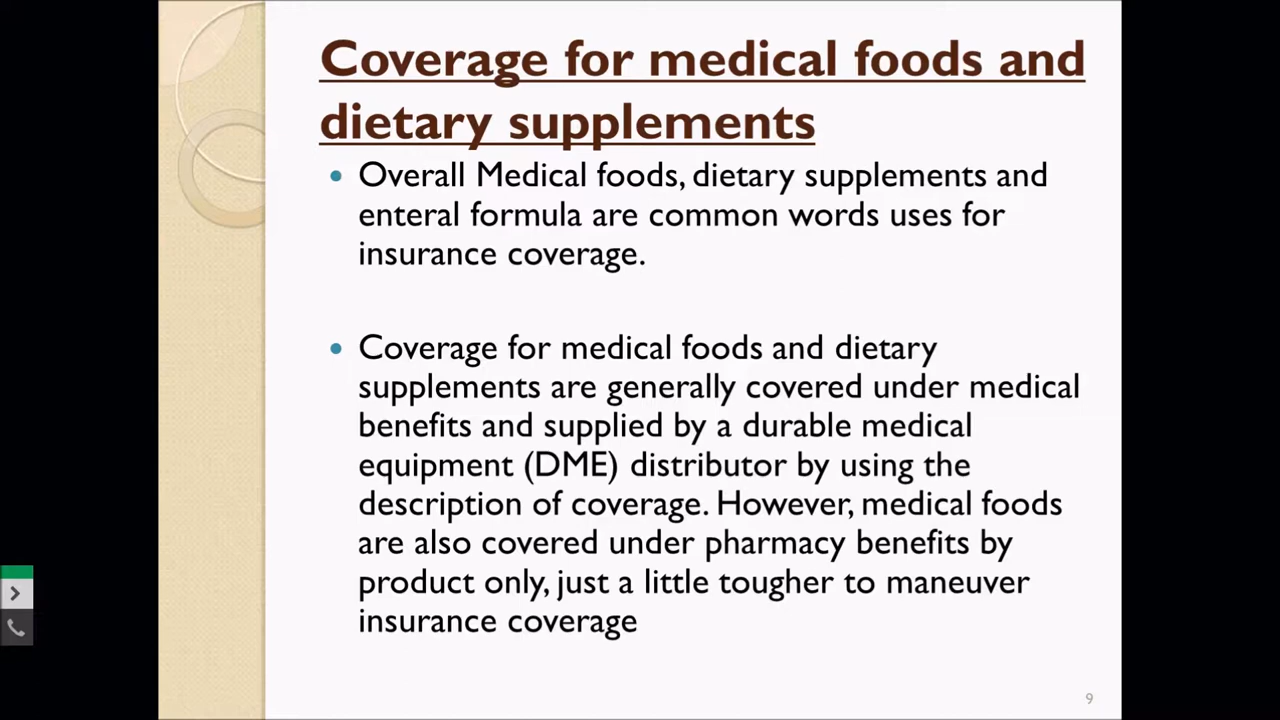 Coverage for medical foods and
dietary supplements
• Overall Medical foods, dietary supplements and
enteral formula are common words uses for
insurance coverage.
• Coverage for medical foods and dietary
supplements are generally covered under medical
benefits and supplied by a durable medical
equipment (DME) distributor by using the
description of coverage. However, medical foods
are also covered under pharmacy benefits by
product only, just a little tougher to maneuver
insurance coverage
9